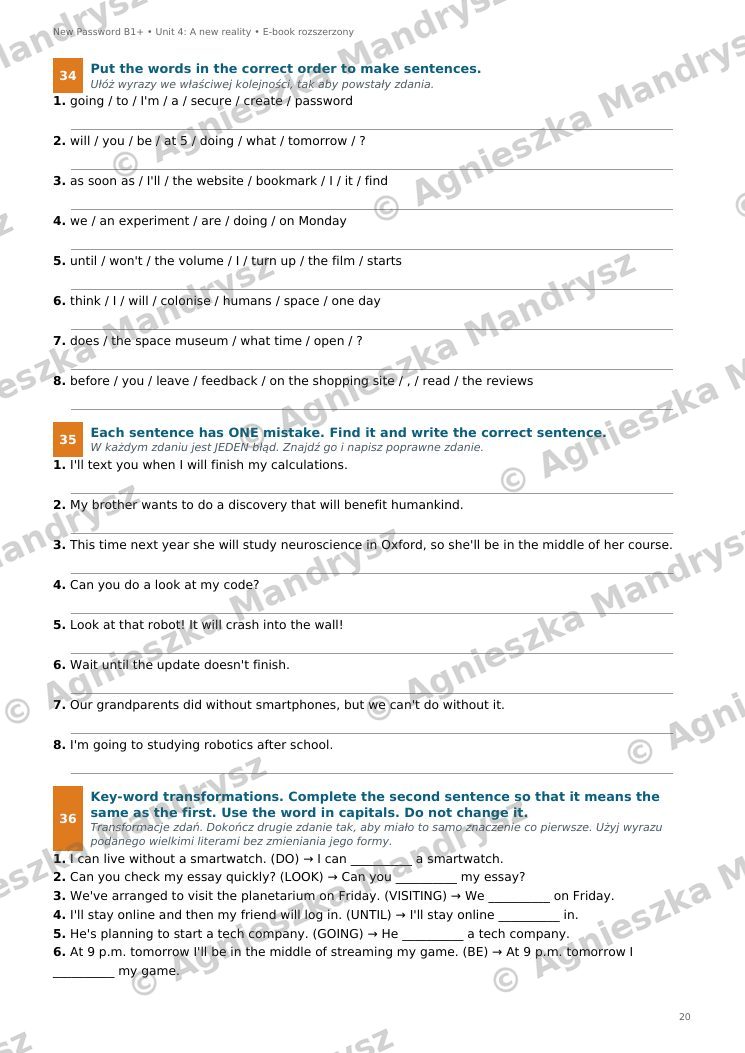 New Password B1+ • Unit 4: A new reality • E-book rozszerzony
34 Put the words in the correct order to make sentences.
Ułóż wyrazy we właściwej kolejności, tak aby powstały zdania.
1. going / to / I'm / a / secure / create / password
2. will / you / be / at 5 / doing / what / tomorrow / ?
3. as soon as / I'll / the website / bookmark / I / it / find
4. we / an experiment / are / doing / on Monday
5. until / won't / the volume / I / turn up / the film / starts
6. think / I / will / colonise / humans / space / one day
7. does / the space museum / what time / open / ?
8. before / you / leave / feedback / on the shopping site / , / read / the reviews
35 Each sentence has ONE mistake. Find it and write the correct sentence.
W każdym zdaniu jest JEDEN błąd. Znajdź go i napisz poprawne zdanie.
1. I'll text you when I will finish my calculations.
2. My brother wants to do a discovery that will benefit humankind.
3. This time next year she will study neuroscience in Oxford, so she'll be in the middle of her course.
4. Can you do a look at my code?
5. Look at that robot! It will crash into the wall!
6. Wait until the update doesn't finish.
7. Our grandparents did without smartphones, but we can't do without it.
8. I'm going to studying robotics after school.
36 Key-word transformations. Complete the second sentence so that it means the
same as the first. Use the word in capitals. Do not change it.
Transformacje zdań. Dokończ drugie zdanie tak, aby miało to samo znaczenie co pierwsze. Użyj wyrazu
podanego wielkimi literami bez zmieniania jego formy.
1. I can live without a smartwatch. (DO) → I can __________ a smartwatch.
2. Can you check my essay quickly? (LOOK) → Can you __________ my essay?
3. We've arranged to visit the planetarium on Friday. (VISITING) → We __________ on Friday.
4. I'll stay online and then my friend will log in. (UNTIL) → I'll stay online __________ in.
5. He's planning to start a tech company. (GOING) → He __________ a tech company.
6. At 9 p.m. tomorrow I'll be in the middle of streaming my game. (BE) → At 9 p.m. tomorrow I
__________ my game.
20
© Agnieszka Mandrysz